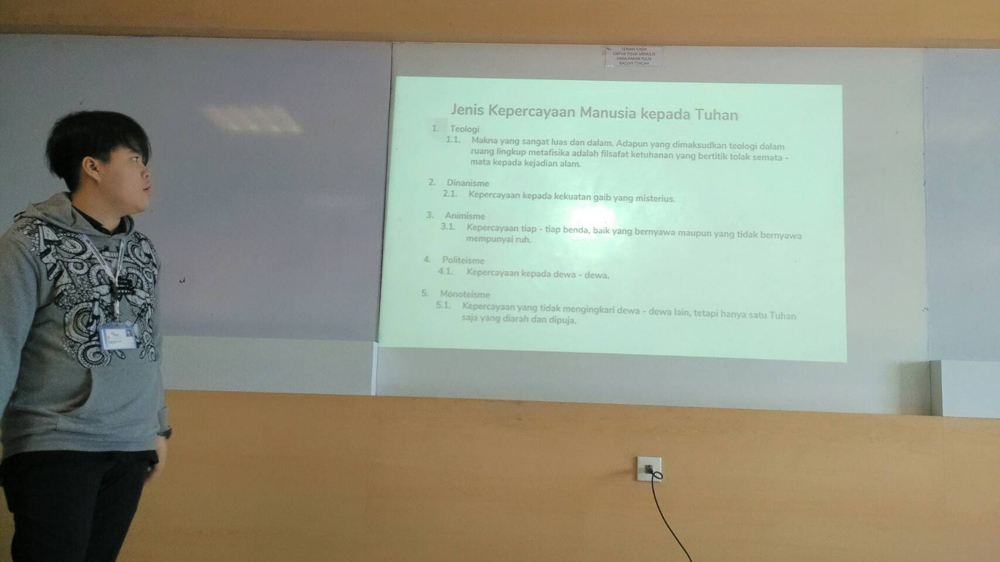 TERIMA KASIH
UNTUK TIDAK MENULIS
PADA PAPAN TULIS
BAGIAN TENGAH
Jenis Kepercayaan Manusia kepada Tuhan
1. Teologi
1.1. Makna yang sangat luas dan dalam. Adapun yang dimaksudkan teologi dalam
ruang lingkup metafisika adalah filsafat ketuhanan yang bertitik tolak semata -
mata kepada kejadian alam.
2. Dinanisme
2.1. Kepercayaan kepada kekuatan gaib yang misterius.
3. Animisme
3.1. Kepercayaan tiap - tiap benda, baik yang bernyawa maupun yang tidak bernyawa
mempunyai ruh.
4. Politeisme
4.1. Kepercayaan kepada dewa - dewa.
5. Monoteisme
5.1. Kepercayaan yang tidak mengingkari dewa - dewa lain, tetapi hanya satu Tuhan
saja yang diarah dan dipuja.